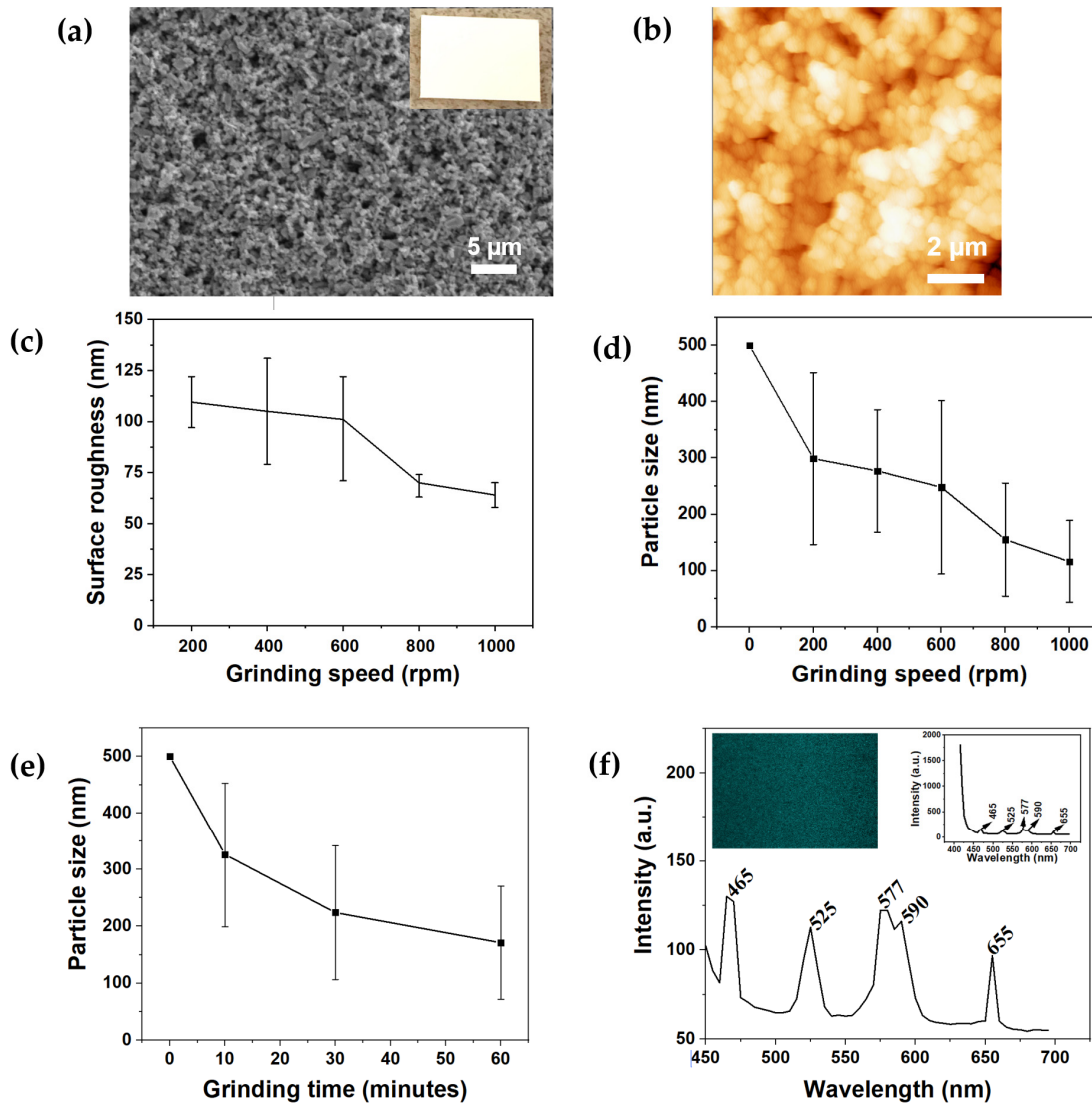 (a)
5 µm
(b)
2 µm
(c)
Surface roughness (nm)
150
125
100
75
50
25
0
200 400 600 800 1000
Grinding speed (rpm)
(d)
Particle size (nm)
500
400
300
200
100
0
0 200 400 600 800 1000
Grinding speed (rpm)
(e)
Particle size (nm)
500
400
300
200
100
0
0 10 20 30 40 50 60
Grinding time (minutes)
(f)
Intensity (a.u.)
200
150
100
50
465
525
577
590
655
450 500 550 600 650 700
Wavelength (nm)
Intensity (a.u.)
2000
1500
1000
500
0
465
525
577
590
655
400 450 500 550 600 650 700
Wavelength (nm)